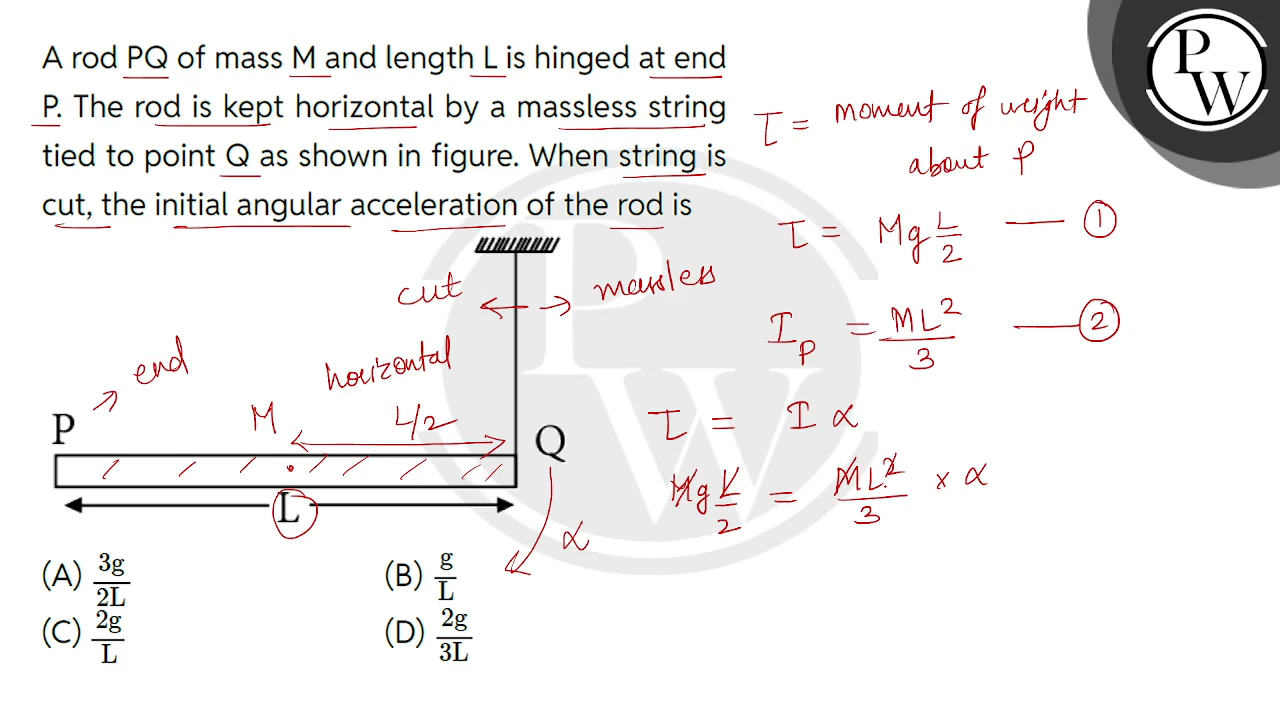 A rod PQ of mass M and length L is hinged at end
P. The rod is kept horizontal by a massless string
tied to point Q as shown in figure. When string is
cut, the initial angular acceleration of the rod is
cut
massless
end
horizontal
P
M
L/2
Q
L
α
(A) 3g/2L
(B) g/L
(C) 2g/L
(D) 2g/3L
τ = moment of weight
about P
τ = Mg L/2 — ①
I_P = ML²/3 — ②
τ = I α
Mg L/2 = ML²/3 × α
PW
PW